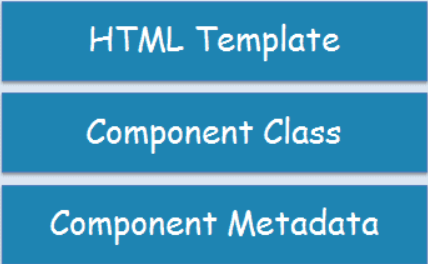 HTML Template
Component Class
Component Metadata